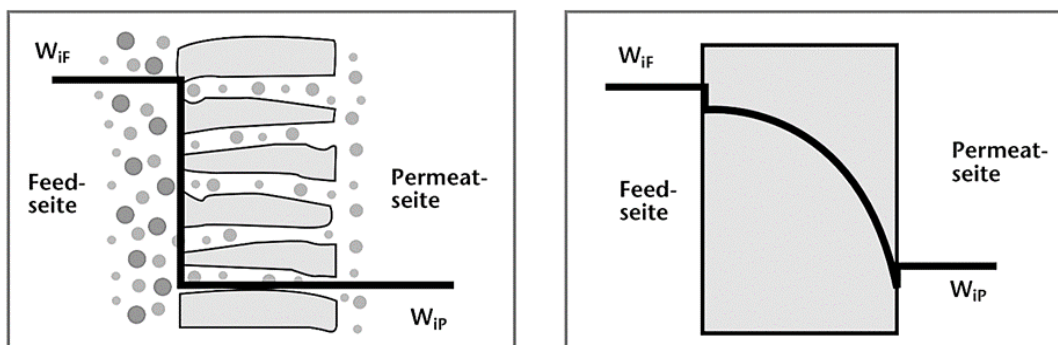 W_iF
Feed-
seite
Permeat-
seite
W_iP
W_iF
Feed-
seite
Permeat-
seite
W_iP